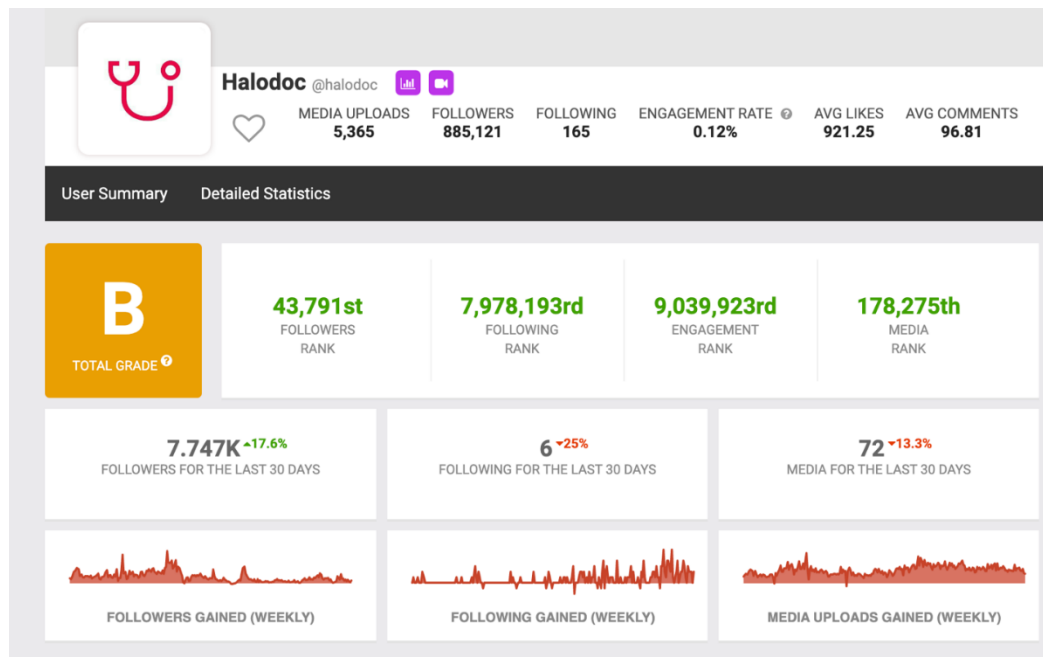 Halodoc @halodoc
MEDIA UPLOADS FOLLOWERS FOLLOWING ENGAGEMENT RATE ? AVG LIKES AVG COMMENTS
5,365 885,121 165 0.12% 921.25 96.81
User Summary Detailed Statistics
B
TOTAL GRADE ?
43,791st
FOLLOWERS
RANK
7,978,193rd
FOLLOWING
RANK
9,039,923rd
ENGAGEMENT
RANK
178,275th
MEDIA
RANK
7.747K 17.6%
FOLLOWERS FOR THE LAST 30 DAYS
6 25%
FOLLOWING FOR THE LAST 30 DAYS
72 13.3%
MEDIA FOR THE LAST 30 DAYS
FOLLOWERS GAINED (WEEKLY)
FOLLOWING GAINED (WEEKLY)
MEDIA UPLOADS GAINED (WEEKLY)